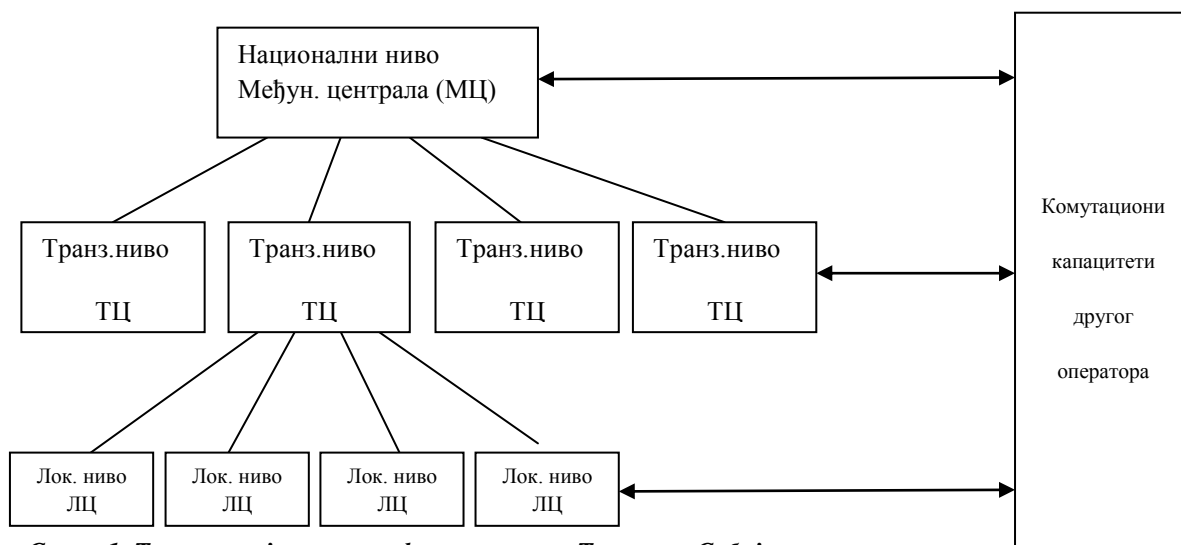 Национални ниво
Међун. централа (МЦ)
Комутациони
капацитети
другог
оператора
Транз.ниво
ТЦ
Транз.ниво
ТЦ
Транз.ниво
ТЦ
Транз.ниво
ТЦ
Лок. ниво
ЛЦ
Лок. ниво
ЛЦ
Лок. ниво
ЛЦ
Лок. ниво
ЛЦ